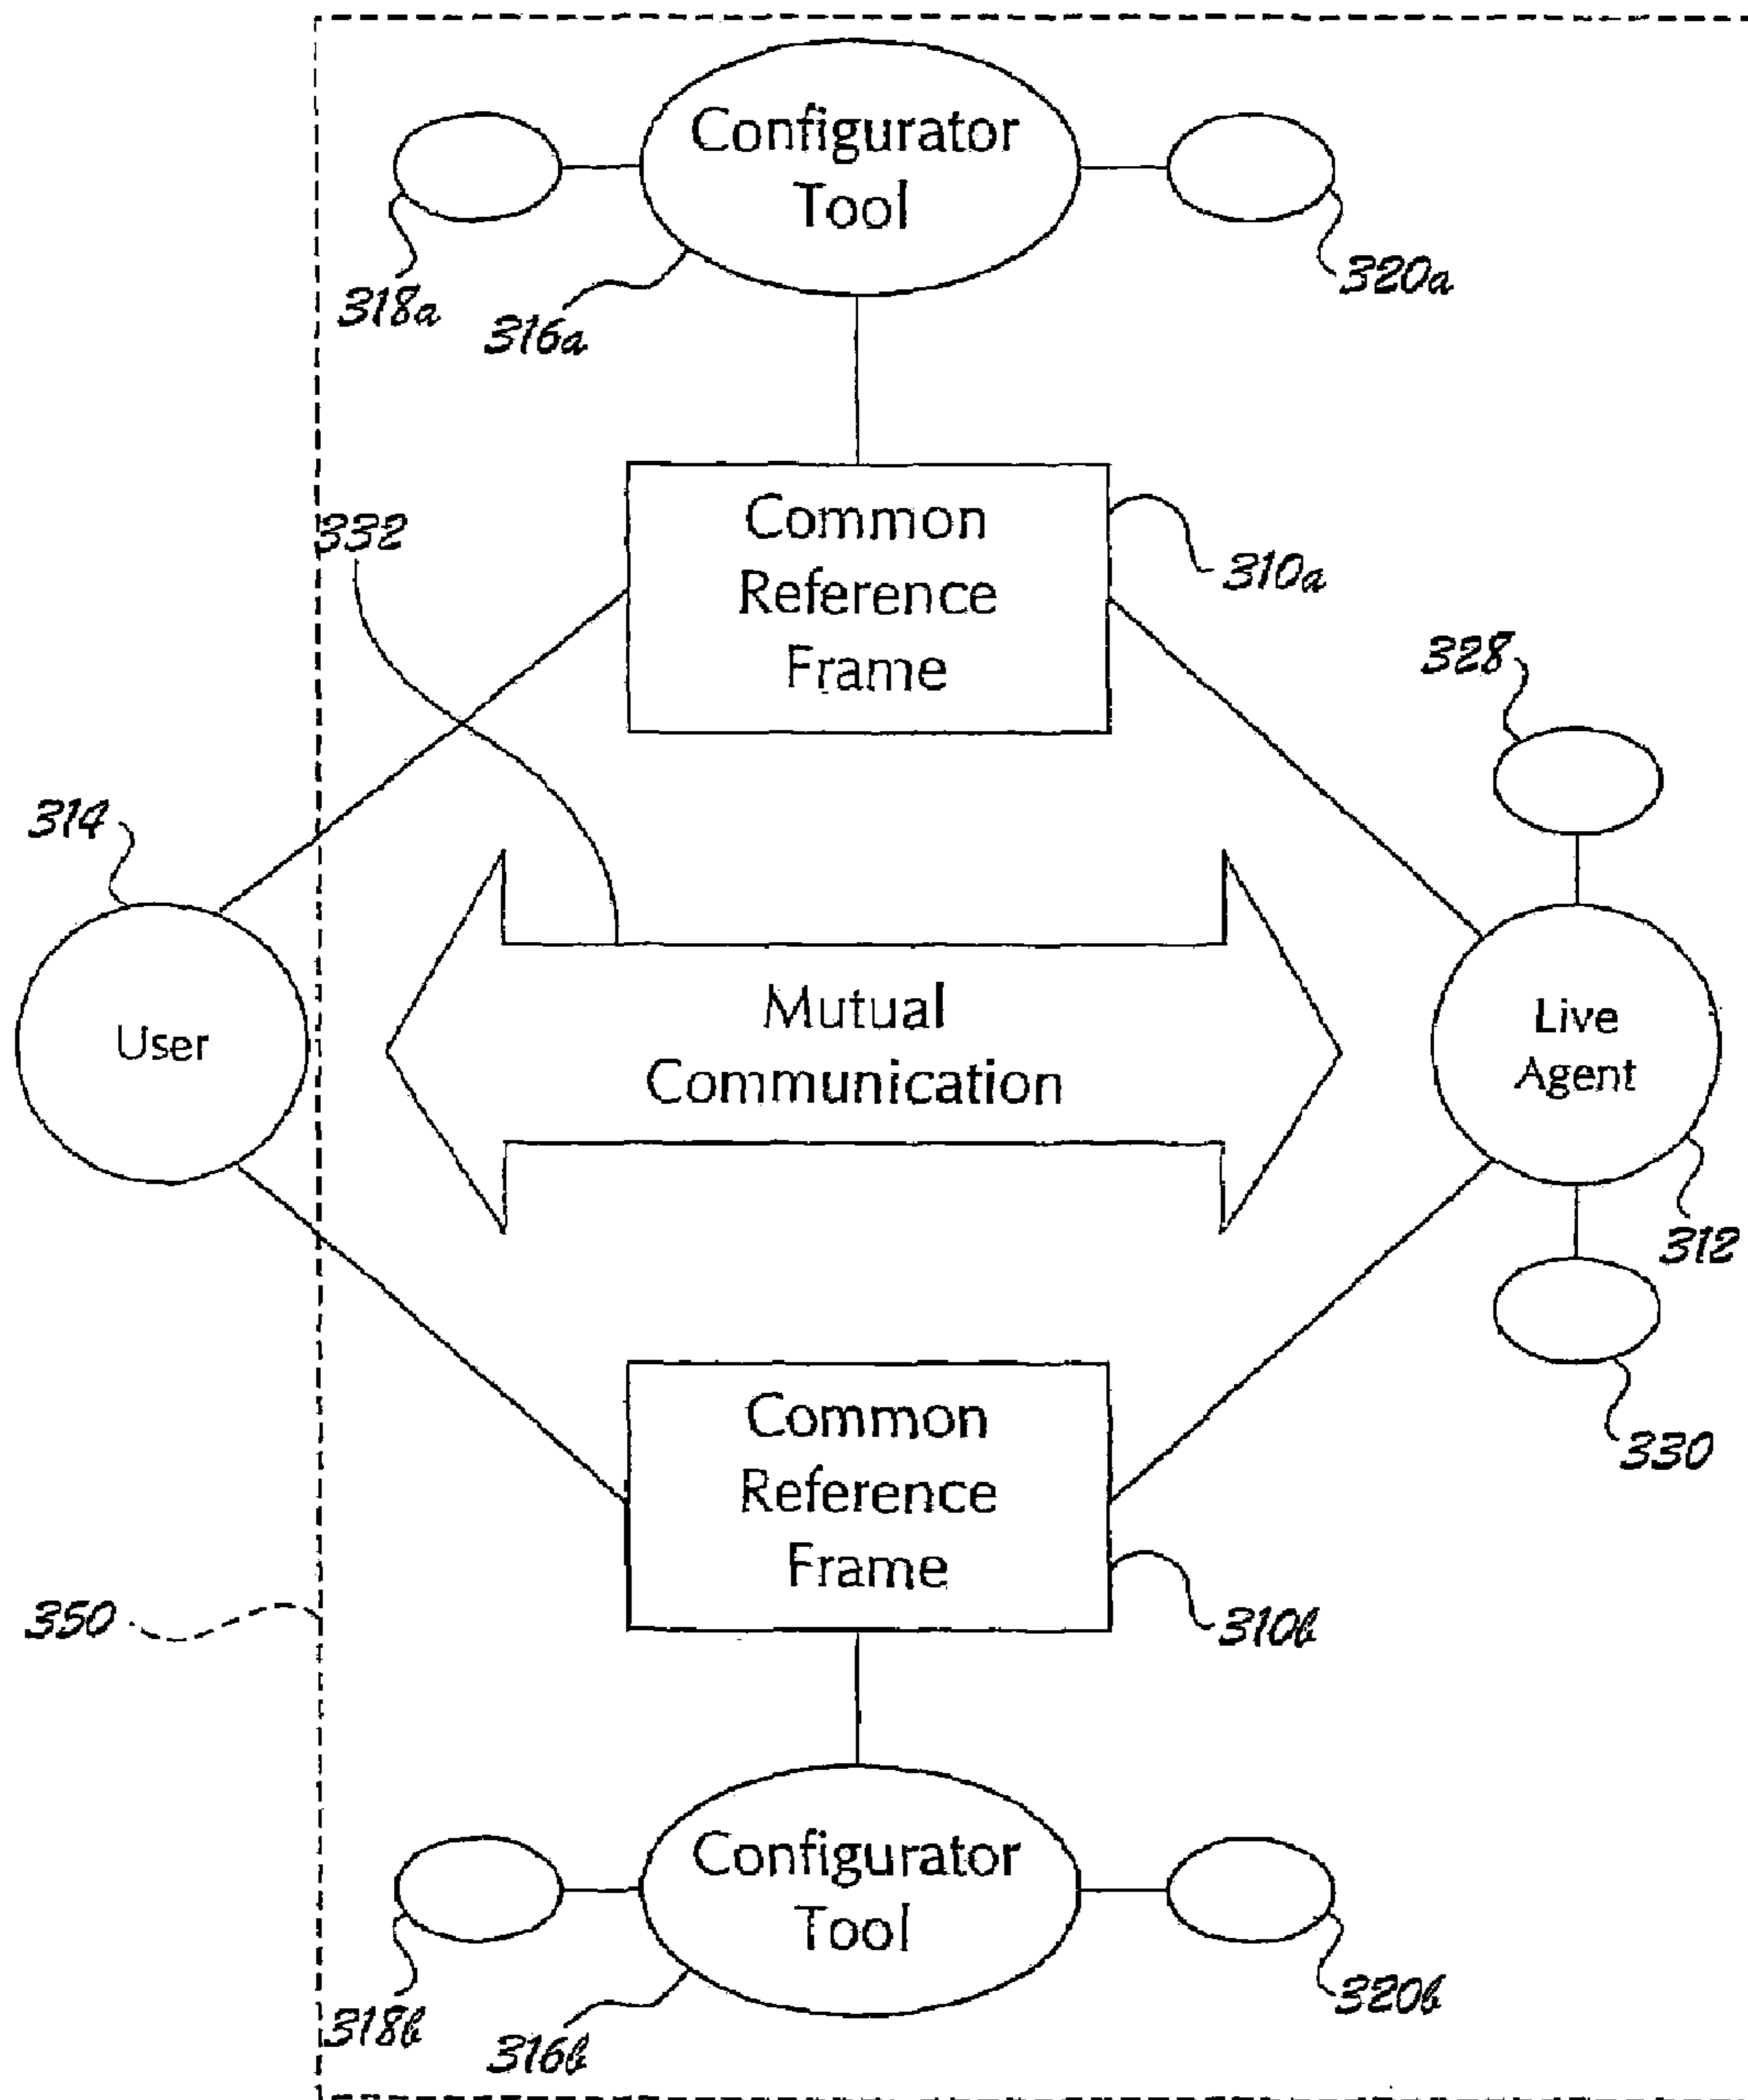 Configurator
Tool
318a
316a
320a
332
Common
Reference
Frame
310a
328
314
User
Mutual
Communication
Live
Agent
312
330
Common
Reference
Frame
350
310b
Configurator
Tool
318b
316b
320b